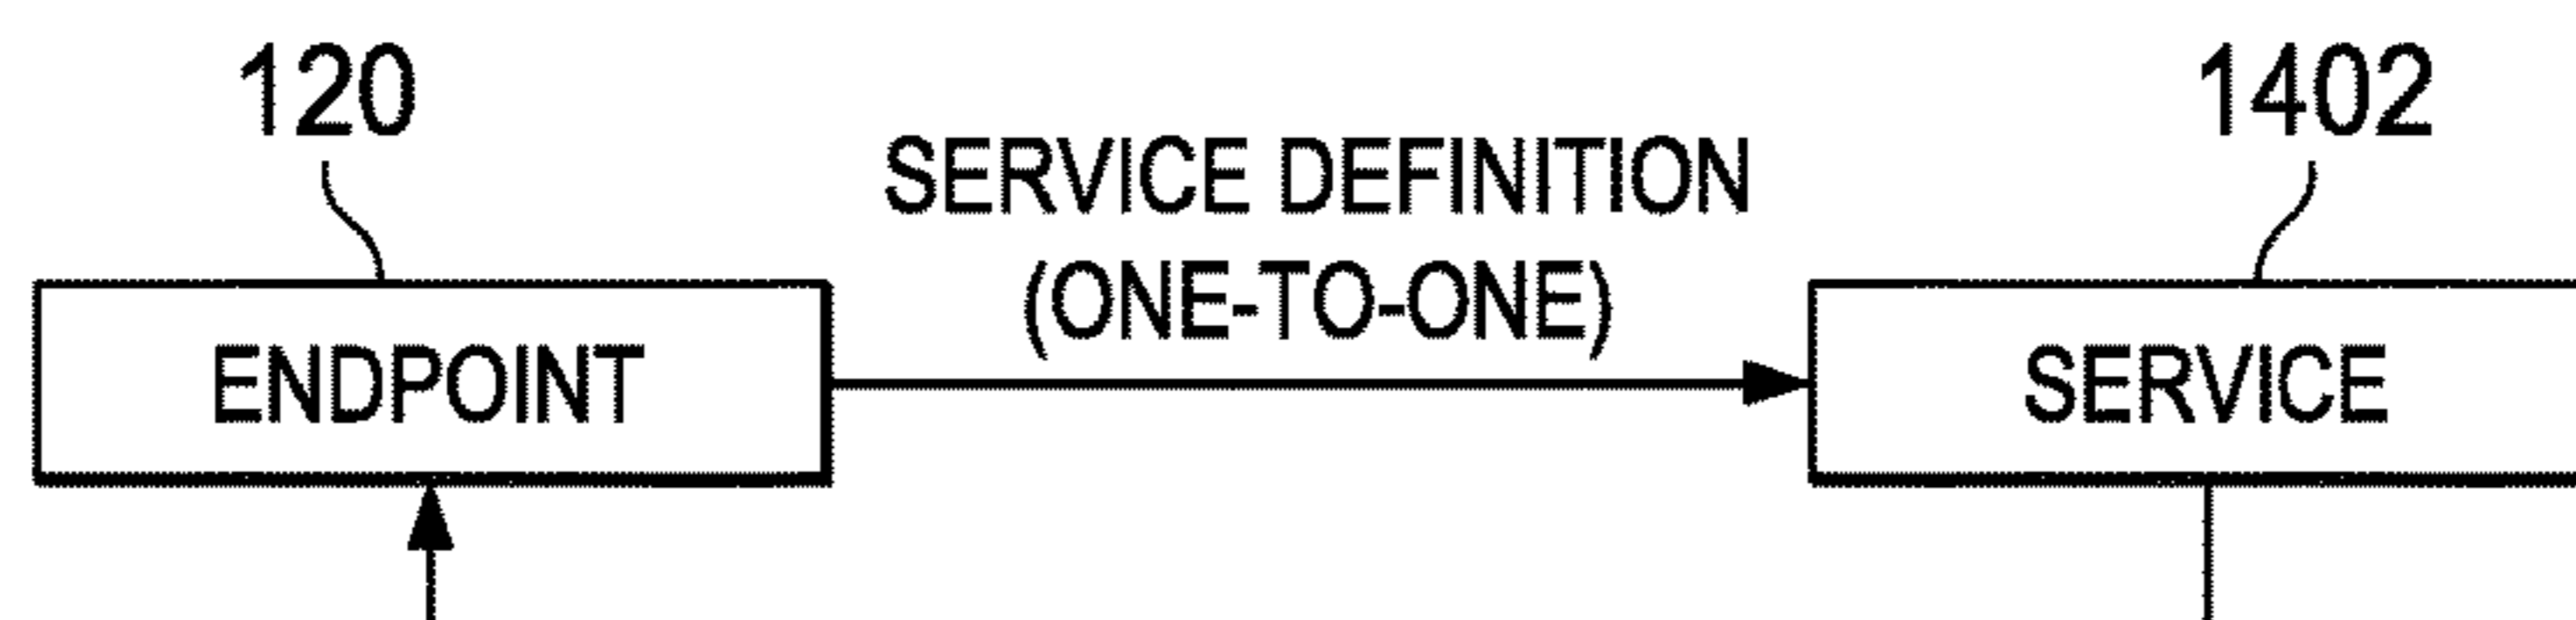 120
1402
SERVICE DEFINITION
(ONE-TO-ONE)
ENDPOINT
SERVICE